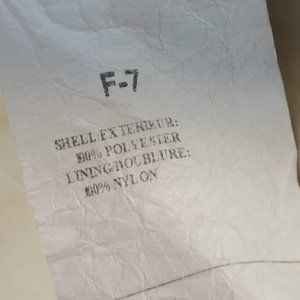 F-7
SHELL/EXTERIEUR:
100% POLYESTER
LINING/DOUBLURE:
100% NYLON